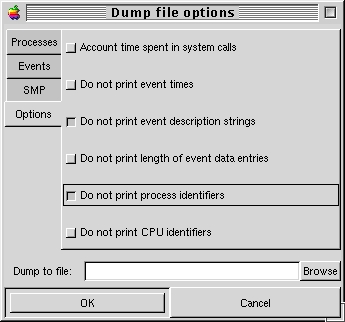 Dump file options
Processes
Events
SMP
Options
Account time spent in system calls
Do not print event times
Do not print event description strings
Do not print length of event data entries
Do not print process identifiers
Do not print CPU identifiers
Dump to file:
Browse
OK
Cancel